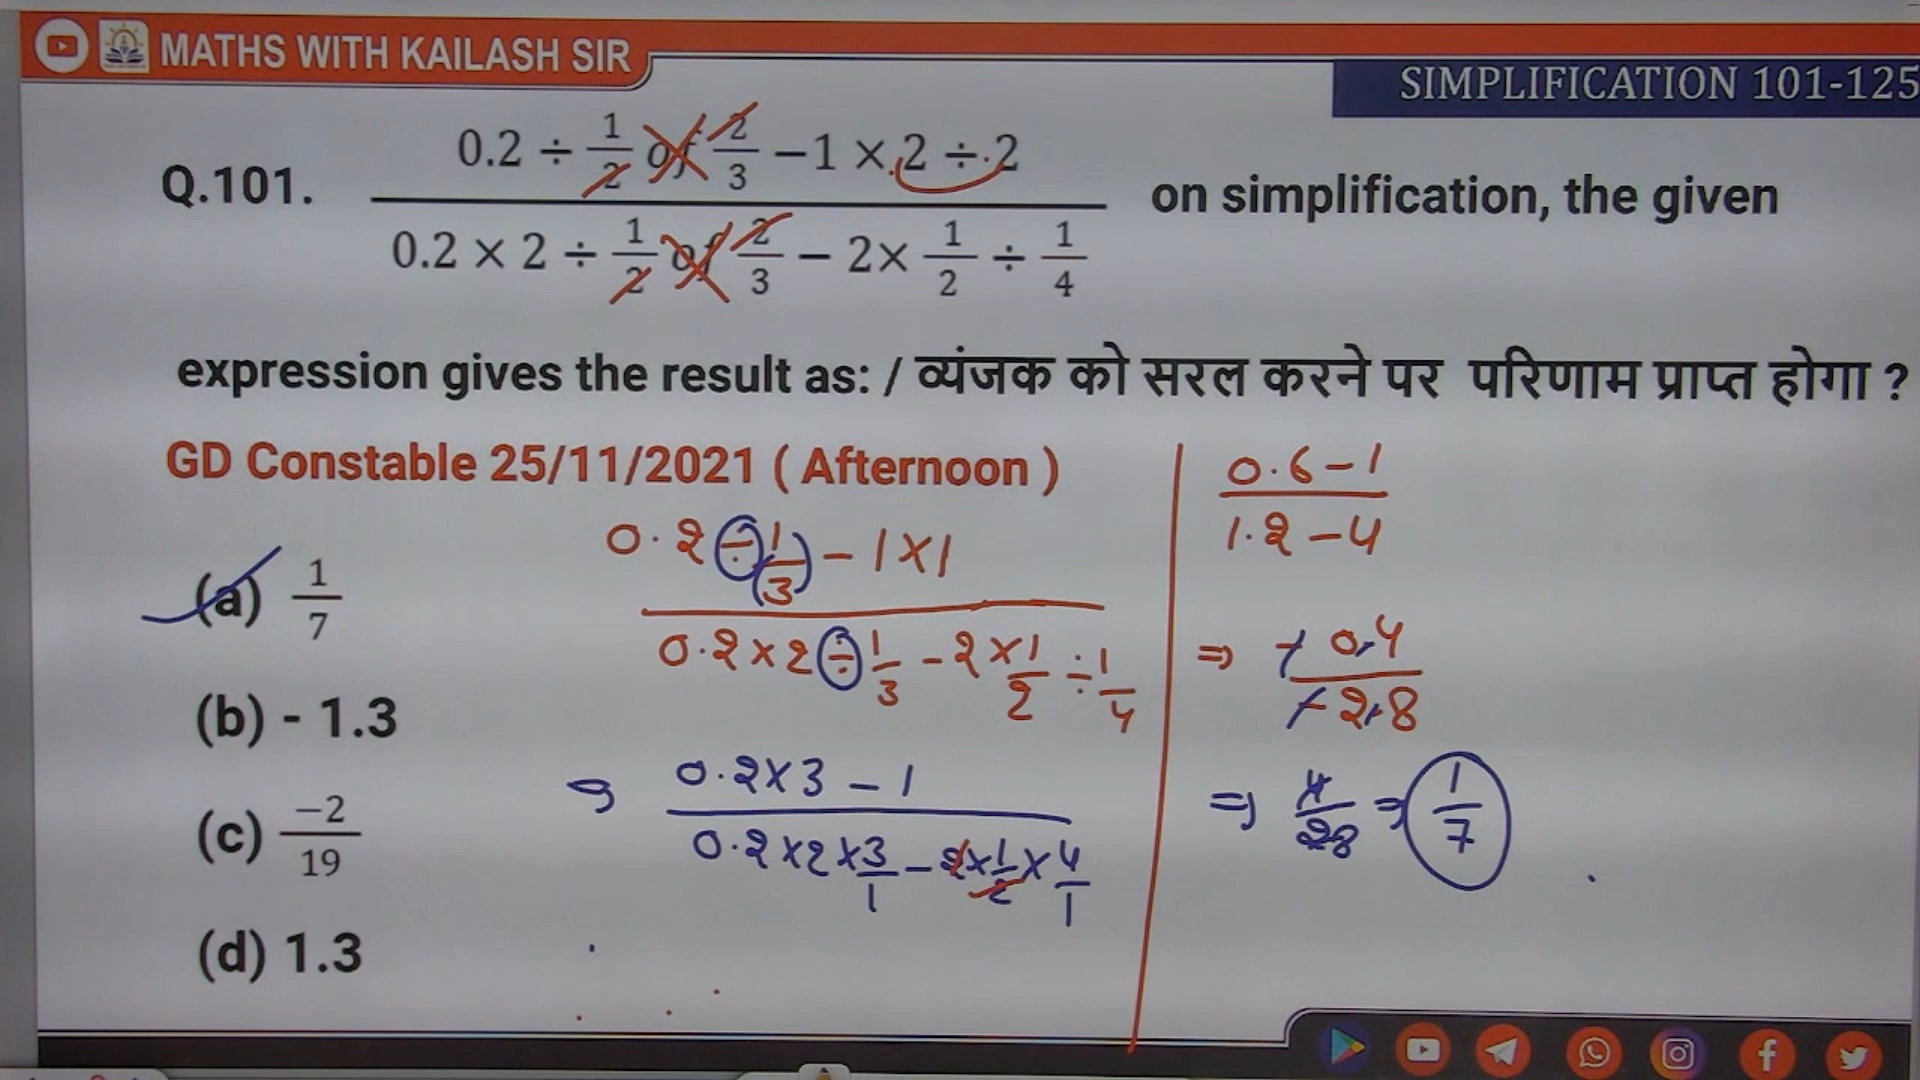 MATHS WITH KAILASH SIR
SIMPLIFICATION 101-125
Q.101. (0.2 ÷ 1/2 of 2/3 − 1 × 2 ÷ 2) / (0.2 × 2 ÷ 1/2 of 2/3 − 2× 1/2 ÷ 1/4) on simplification, the given
expression gives the result as: / व्यंजक को सरल करने पर परिणाम प्राप्त होगा ?
GD Constable 25/11/2021 ( Afternoon )
(a) 1/7
(b) - 1.3
(c) −2/19
(d) 1.3
0.2 ÷ (1/3) − 1×1
0.2×2 ÷ 1/3 − 2×1/2 ÷ 1/4
⇒ 0.2×3 − 1
0.2×2×3/1 − 2×1/2×4/1
0.6−1
1.2−4
⇒ −0.4
−2.8
⇒ 4/28 ⇒ 1/7